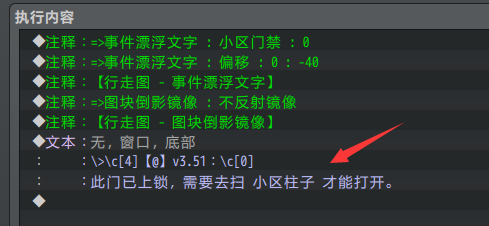 执行内容
◆注释：=>事件漂浮文字 : 小区门禁 : 0
◆注释：=>事件漂浮文字 : 偏移 : 0 : -40
◆注释：【行走图 - 事件漂浮文字】
◆注释：=>图块倒影镜像 : 不反射镜像
◆注释：【行走图 - 图块倒影镜像】
◆文本：无, 窗口, 底部
：　　：\>\c[4]【@】v3.51：\c[0]
：　　：此门已上锁, 需要去扫 小区柱子 才能打开。
◆